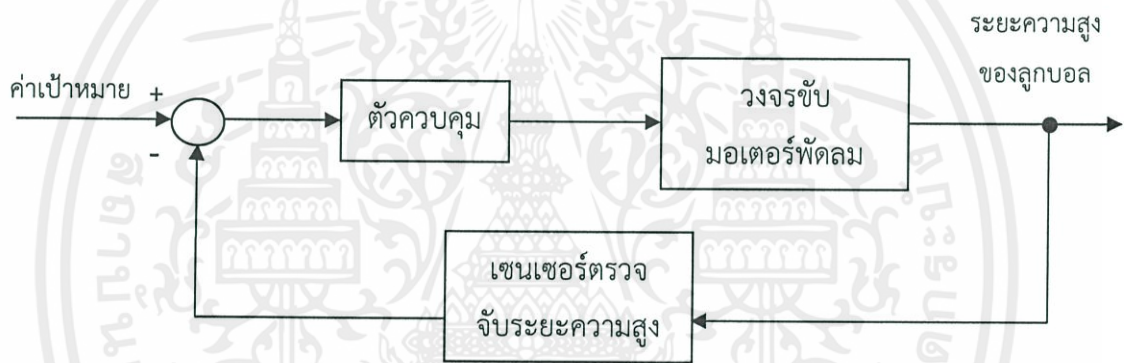 ระยะความสูง
ของลูกบอล
ค่าเป้าหมาย
+
-
ตัวควบคุม
วงจรขับ
มอเตอร์พัดลม
เซนเซอร์ตรวจ
จับระยะความสูง